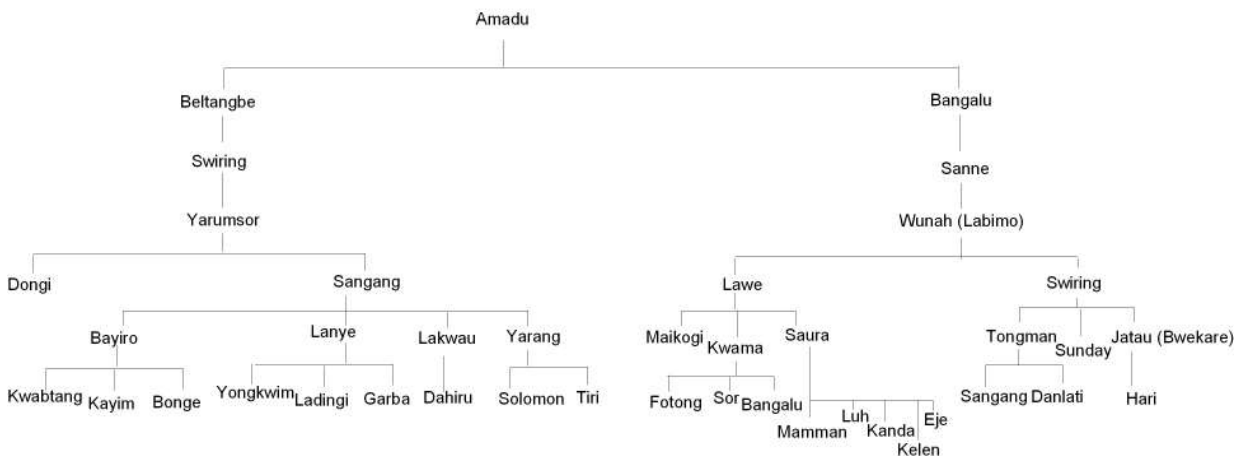 Amadu
Beltangbe Bangalu
Swiring Sanne
Yarumsor Wunah (Labimo)
Dongi Sangang Lawe Swiring
Bayiro Lanye Lakwau Yarang Maikogi Kwama Saura Tongman Sunday Jatau (Bwekare)
Kwabtang Kayim Bonge Yongkwim Ladingi Garba Dahiru Solomon Tiri Fotong Sor Bangalu Sangang Danlati Hari
Mamman Luh Kanda Kelen Eje